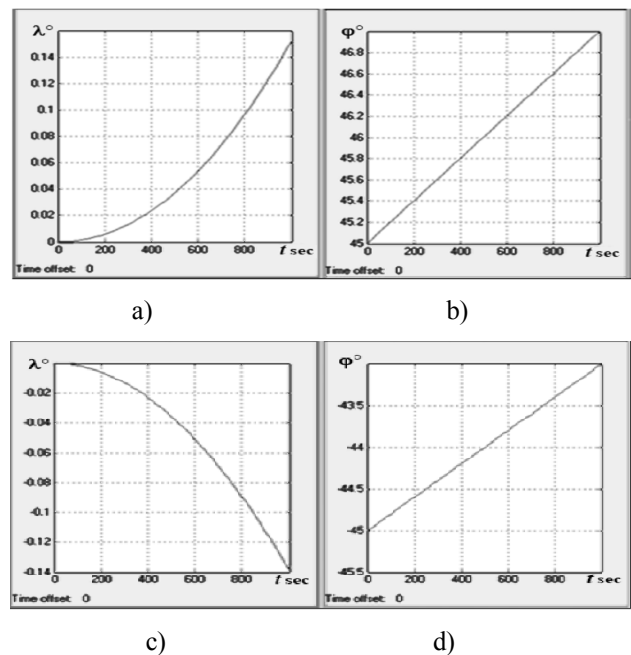 λ°
0.14
0.12
0.1
0.08
0.06
0.04
0.02
0
0 200 400 600 800 t sec
Time offset: 0
φ°
46.8
46.6
46.4
46.2
46
45.8
45.6
45.4
45.2
45
0 200 400 600 800 t sec
Time offset: 0
a) b)
λ°
-0.02
-0.04
-0.06
-0.08
-0.1
-0.12
-0.14
0 200 400 600 800 t sec
Time offset: 0
φ°
-43.5
-44
-44.5
-45
-45.5
0 200 400 600 800 t sec
Time offset: 0
c) d)